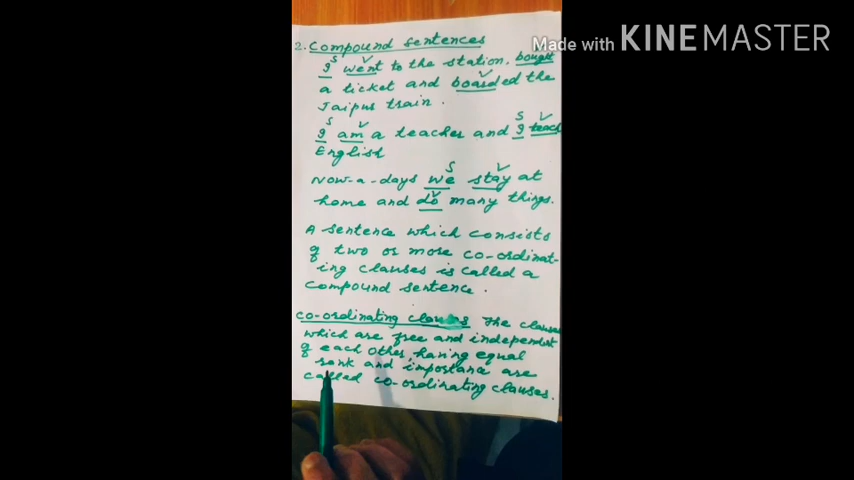 Made with KINEMASTER
2. Compound sentences
S V
I went to the station, bought
V
a ticket and boarded the
Jaipur train.
S V S V
I am a teacher and I teach
English
S V
Now-a-days we stay at
V
home and do many things.
A sentence which consists
of two or more co-ordinat-
ing clauses is called a
compound sentence.
co-ordinating clauses The clauses
which are free and independent
of each other, having equal
rank and importance are
called co-ordinating clauses.